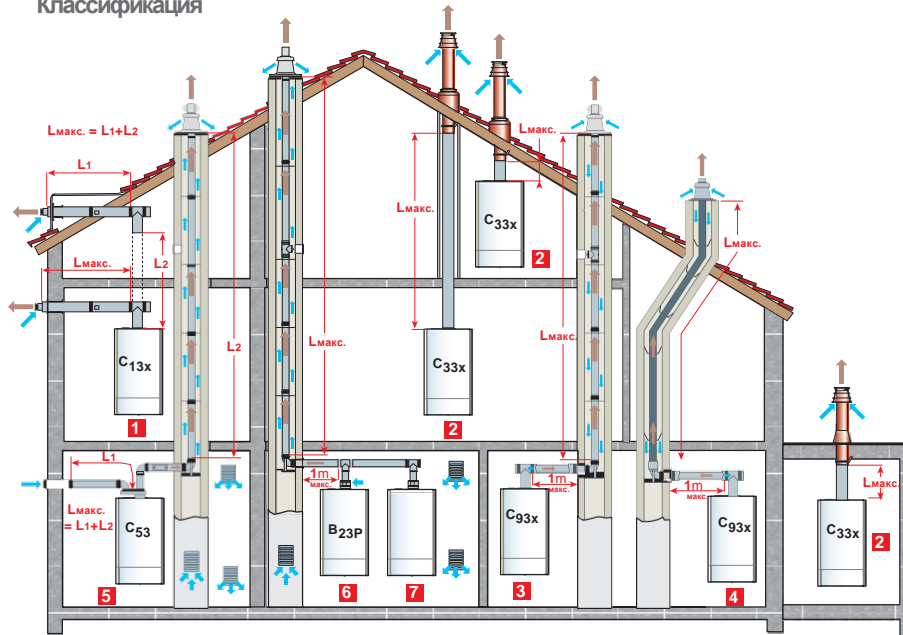 Классификация
Lмакс. = L1+L2
L1
Lмакс.
L2
C13x
1
L2
Lмакс.
Lмакс.
C33x
2
Lмакс.
C33x
2
Lмакс.
Lмакс.
L1
Lмакс.
= L1+L2
C53
5
1m
макс.
B23P
6
7
1m
макс.
C93x
3
1m
макс.
C93x
4
Lмакс.
C33x
2